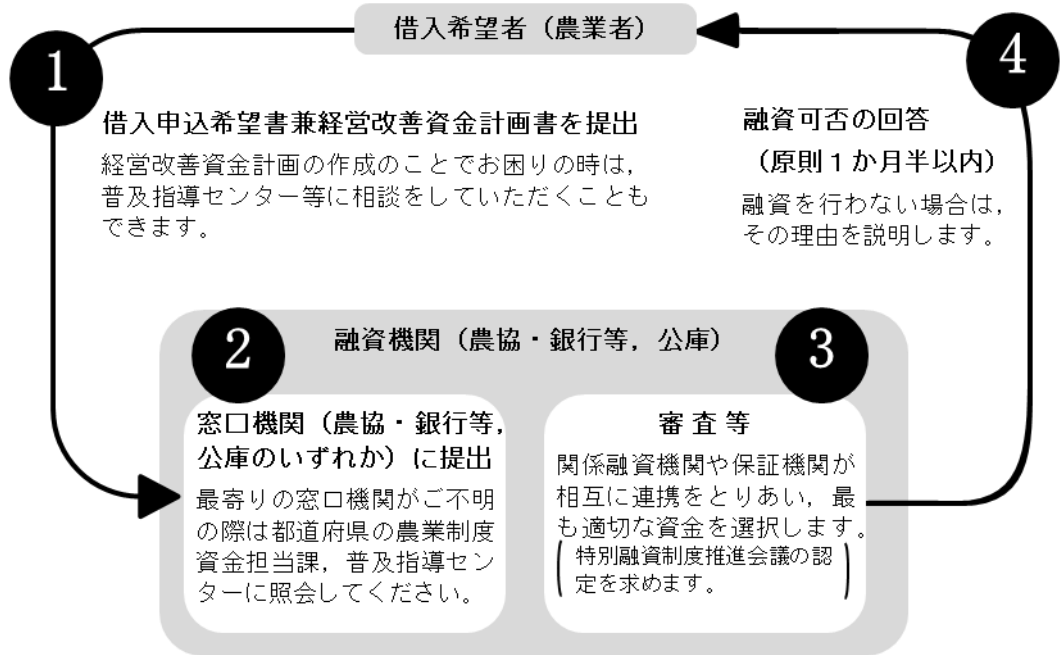 借入希望者（農業者）
1
借入申込希望書兼経営改善資金計画書を提出
経営改善資金計画の作成のことでお困りの時は，
普及指導センター等に相談をしていただくことも
できます。
融資機関（農協・銀行等，公庫）
2
窓口機関（農協・銀行等，
公庫のいずれか）に提出
最寄りの窓口機関がご不明
の際は都道府県の農業制度
資金担当課，普及指導セン
ターに照会してください。
3
審査等
関係融資機関や保証機関が
相互に連携をとりあい，最
も適切な資金を選択します。
（特別融資制度推進会議の認
定を求めます。）
4
融資可否の回答
（原則１か月半以内）
融資を行わない場合は，
その理由を説明します。